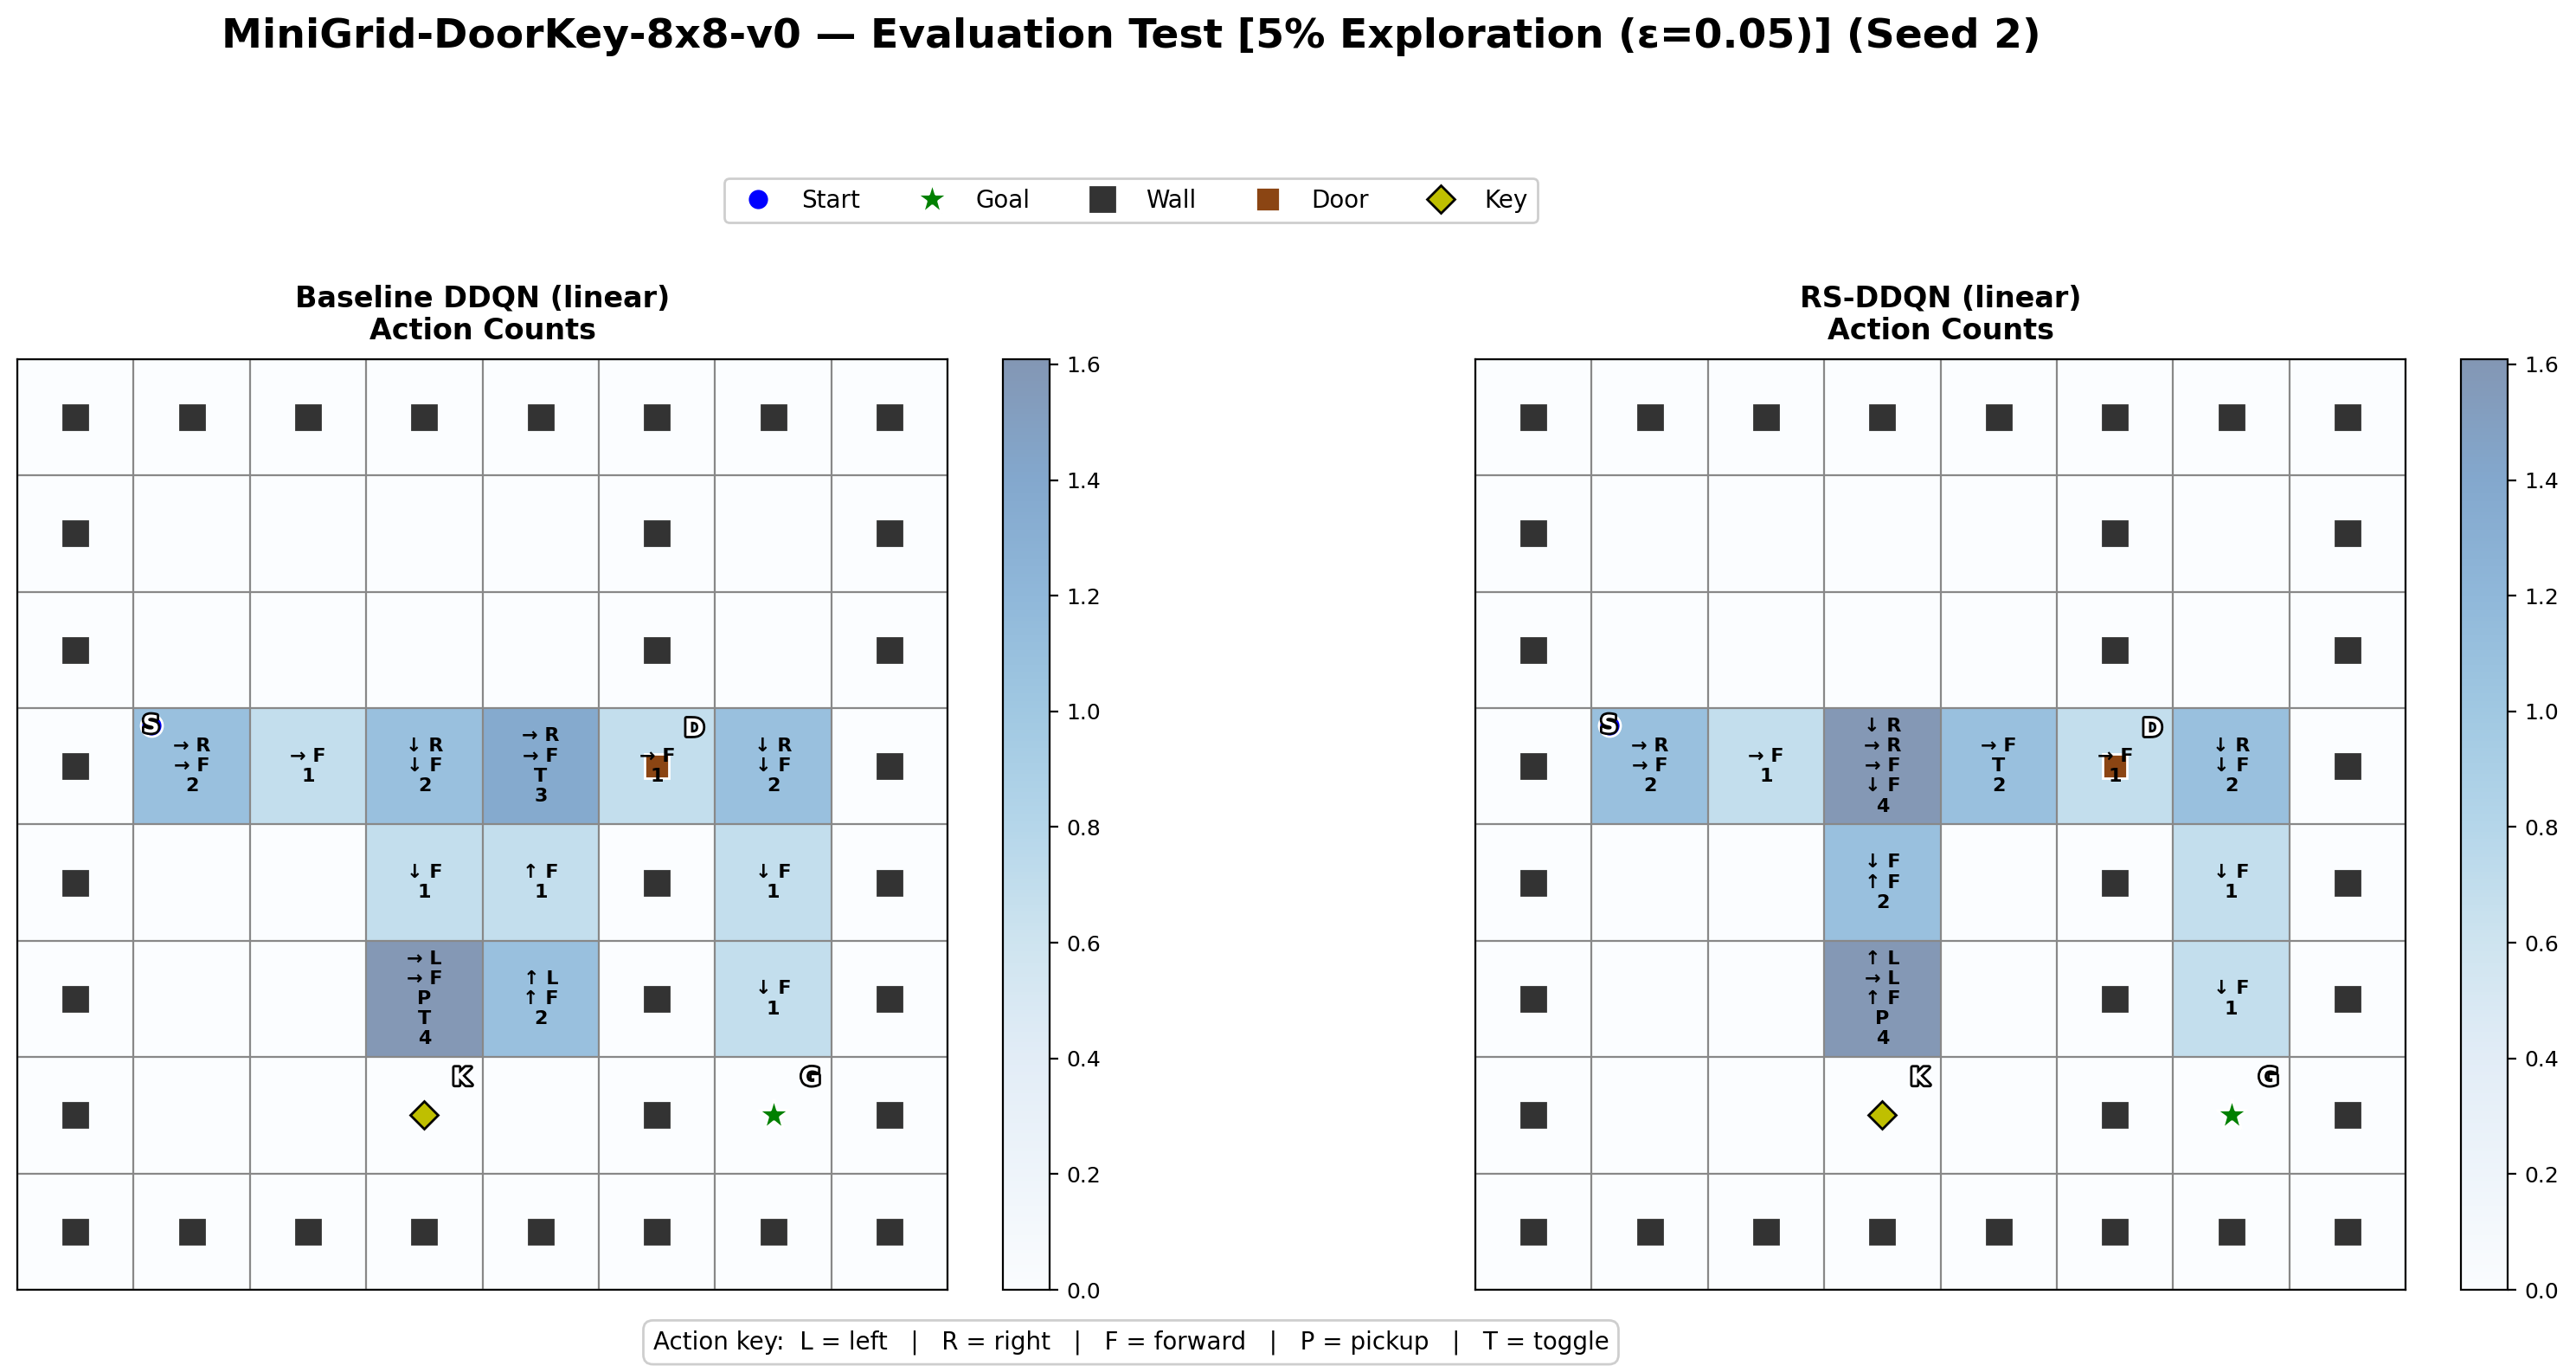 MiniGrid-DoorKey-8x8-v0 — Evaluation Test [5% Exploration (ε=0.05)] (Seed 2)
Start Goal Wall Door Key
Baseline DDQN (linear)
Action Counts
S
→ R
→ F
2
→ F
1
↓ R
↓ F
2
→ R
→ F
T
3
D
→ F
1
↓ R
↓ F
2
↓ F
1
↑ F
1
↓ F
1
→ L
→ F
P
T
4
↑ L
↑ F
2
↓ F
1
K
G
1.6
1.4
1.2
1.0
0.8
0.6
0.4
0.2
0.0
RS-DDQN (linear)
Action Counts
S
→ R
→ F
2
→ F
1
↓ R
→ R
→ F
↓ F
4
→ F
T
2
D
→ F
1
↓ R
↓ F
2
↓ F
↑ F
2
↓ F
1
↑ L
→ L
↑ F
P
4
↓ F
1
K
G
1.6
1.4
1.2
1.0
0.8
0.6
0.4
0.2
0.0
Action key: L = left | R = right | F = forward | P = pickup | T = toggle